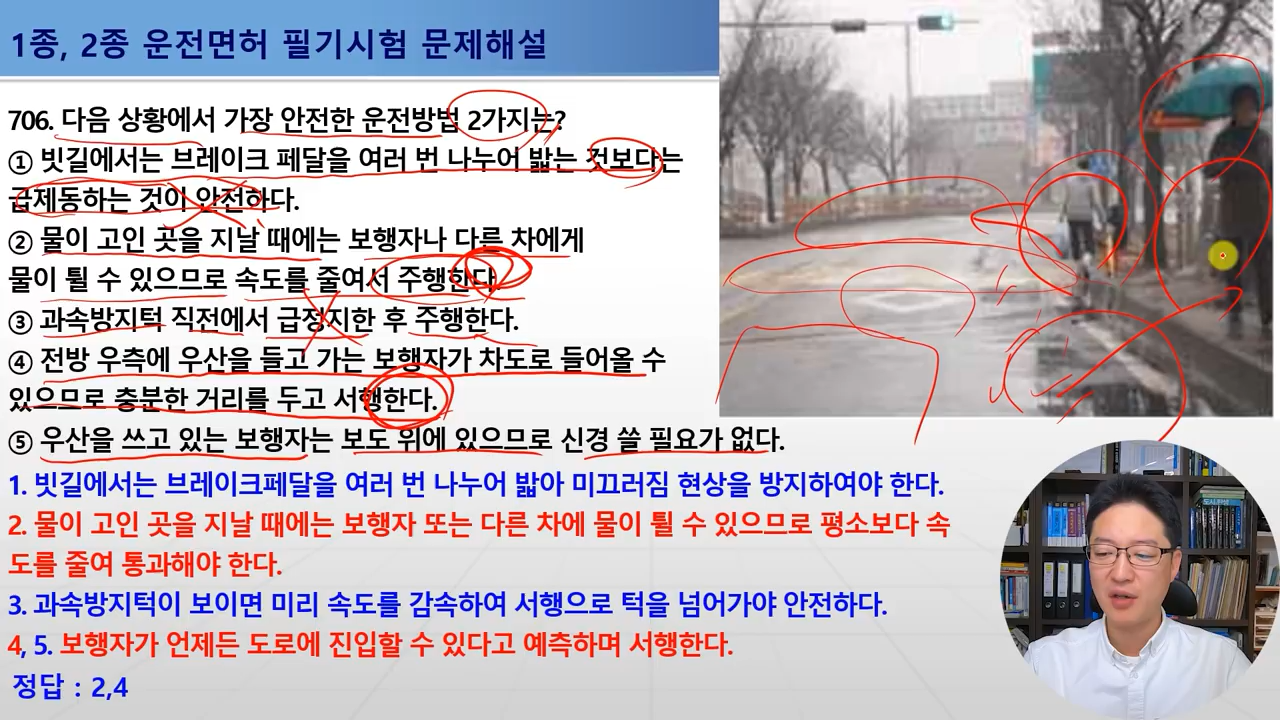 1종, 2종 운전면허 필기시험 문제해설
706. 다음 상황에서 가장 안전한 운전방법 2가지는?
① 빗길에서는 브레이크 페달을 여러 번 나누어 밟는 것보다는
급제동하는 것이 안전하다.
② 물이 고인 곳을 지날 때에는 보행자나 다른 차에게
물이 튈 수 있으므로 속도를 줄여서 주행한다.
③ 과속방지턱 직전에서 급정지한 후 주행한다.
④ 전방 우측에 우산을 들고 가는 보행자가 차도로 들어올 수
있으므로 충분한 거리를 두고 서행한다.
⑤ 우산을 쓰고 있는 보행자는 보도 위에 있으므로 신경 쓸 필요가 없다.
1. 빗길에서는 브레이크페달을 여러 번 나누어 밟아 미끄러짐 현상을 방지하여야 한다.
2. 물이 고인 곳을 지날 때에는 보행자 또는 다른 차에 물이 튈 수 있으므로 평소보다 속
도를 줄여 통과해야 한다.
3. 과속방지턱이 보이면 미리 속도를 감속하여 서행으로 턱을 넘어가야 안전하다.
4, 5. 보행자가 언제든 도로에 진입할 수 있다고 예측하며 서행한다.
정답 : 2,4